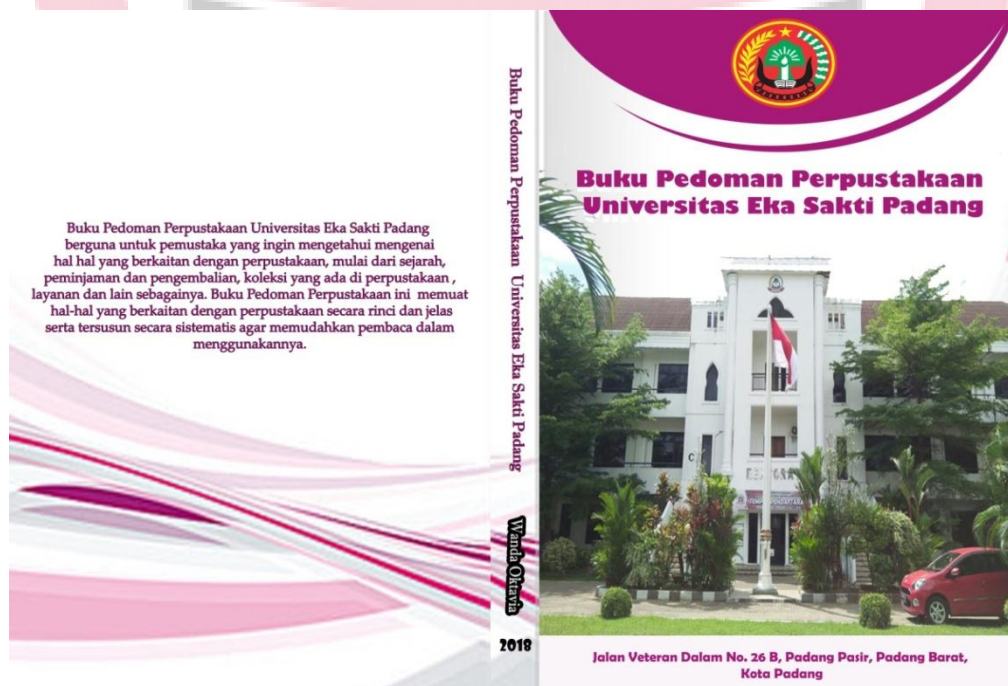 Buku Pedoman Perpustakaan Universitas Eka Sakti Padang
berguna untuk pemustaka yang ingin mengetahui mengenai
hal hal yang berkaitan dengan perpustakaan, mulai dari sejarah,
peminjaman dan pengembalian, koleksi yang ada di perpustakaan ,
layanan dan lain sebagainya. Buku Pedoman Perpustakaan ini memuat
hal-hal yang berkaitan dengan perpustakaan secara rinci dan jelas
serta tersusun secara sistematis agar memudahkan pembaca dalam
menggunakannya.
Buku Pedoman Perpustakaan Universitas Eka Sakti Padang
Wanda Oktavia
2018
Buku Pedoman Perpustakaan
Universitas Eka Sakti Padang
Jalan Veteran Dalam No. 26 B, Padang Pasir, Padang Barat,
Kota Padang